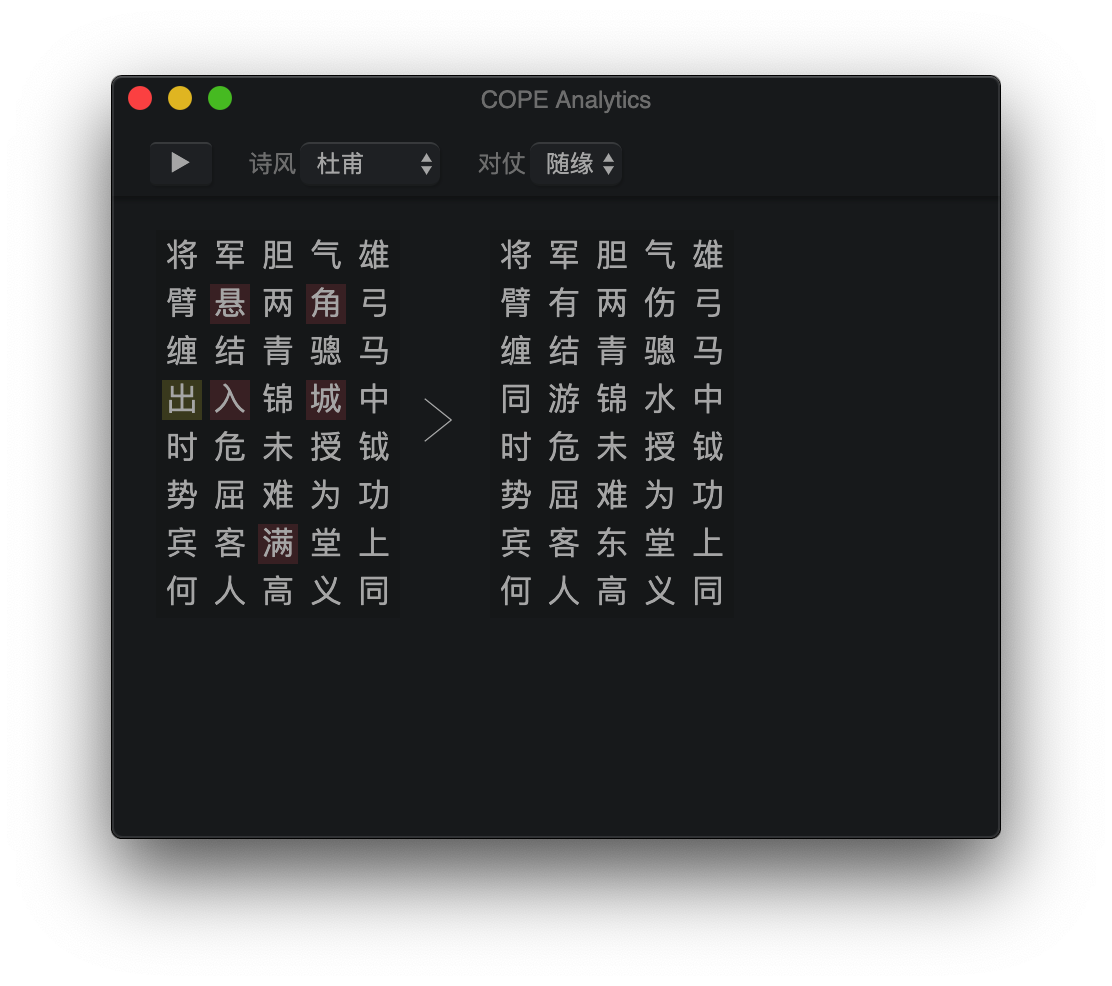 COPE Analytics
诗风 杜甫 对仗 随缘
将军胆气雄
臂悬两角弓
缠结青骢马
出入锦城中
时危未授钺
势屈难为功
宾客满堂上
何人高义同
将军胆气雄
臂有两伤弓
缠结青骢马
同游锦水中
时危未授钺
势屈难为功
宾客东堂上
何人高义同